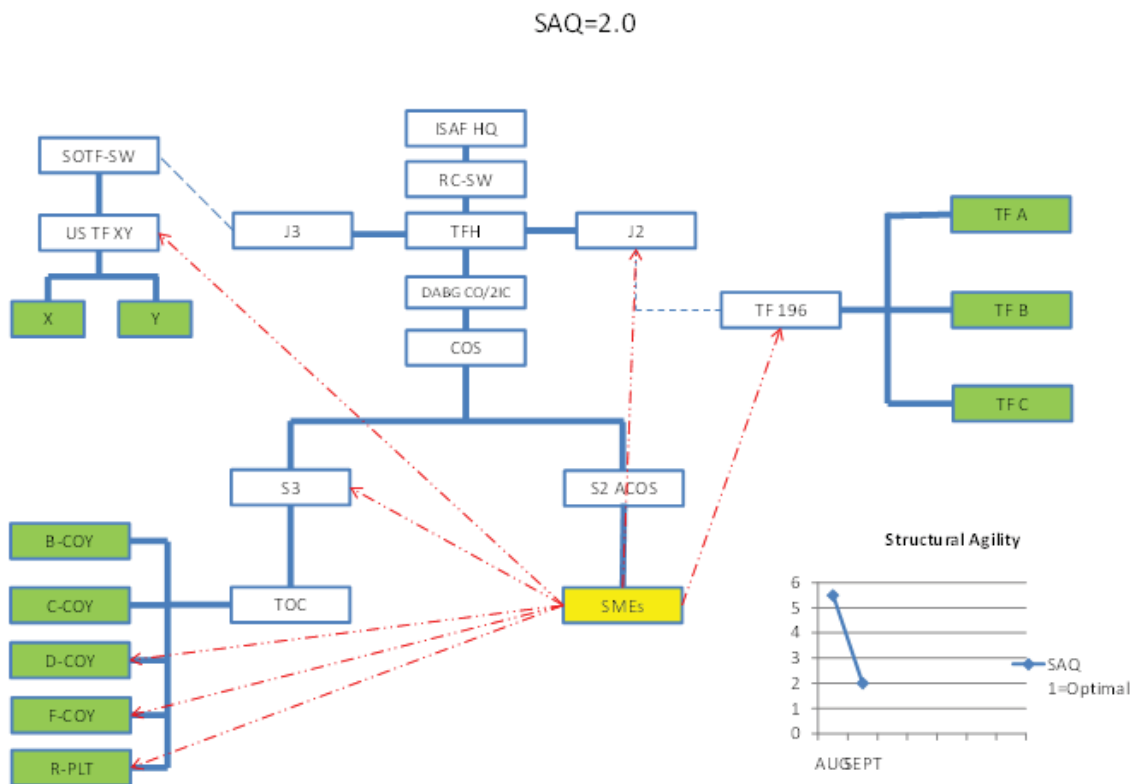 SAQ=2.0
ISAF HQ
SOTF-SW
RC-SW
TF A
US TF XY
J3
TFH
J2
DABG CO/2IC
X
Y
TF 196
TF B
COS
TF C
S3
S2 ACOS
B-COY
Structural Agility
C-COY
TOC
SMEs
6
5
4
D-COY
3
SAQ
2
1=Optimal
F-COY
1
0
R-PLT
AUG
SEPT